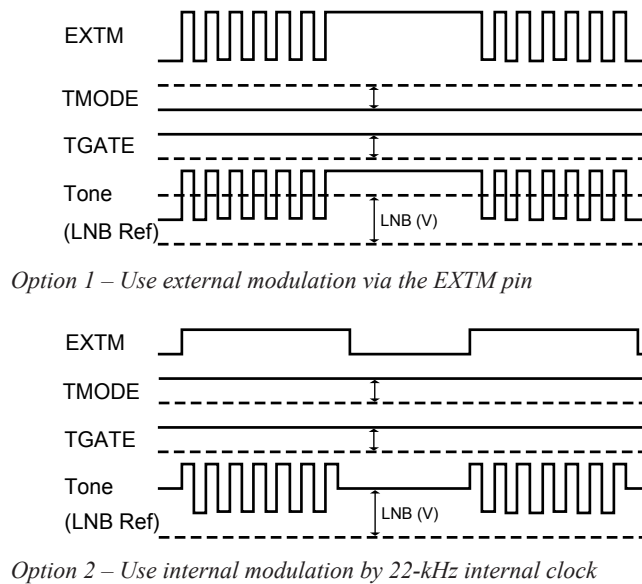 EXTM
TMODE
TGATE
Tone
(LNB Ref)
LNB (V)
Option 1 – Use external modulation via the EXTM pin
EXTM
TMODE
TGATE
Tone
(LNB Ref)
LNB (V)
Option 2 – Use internal modulation by 22-kHz internal clock